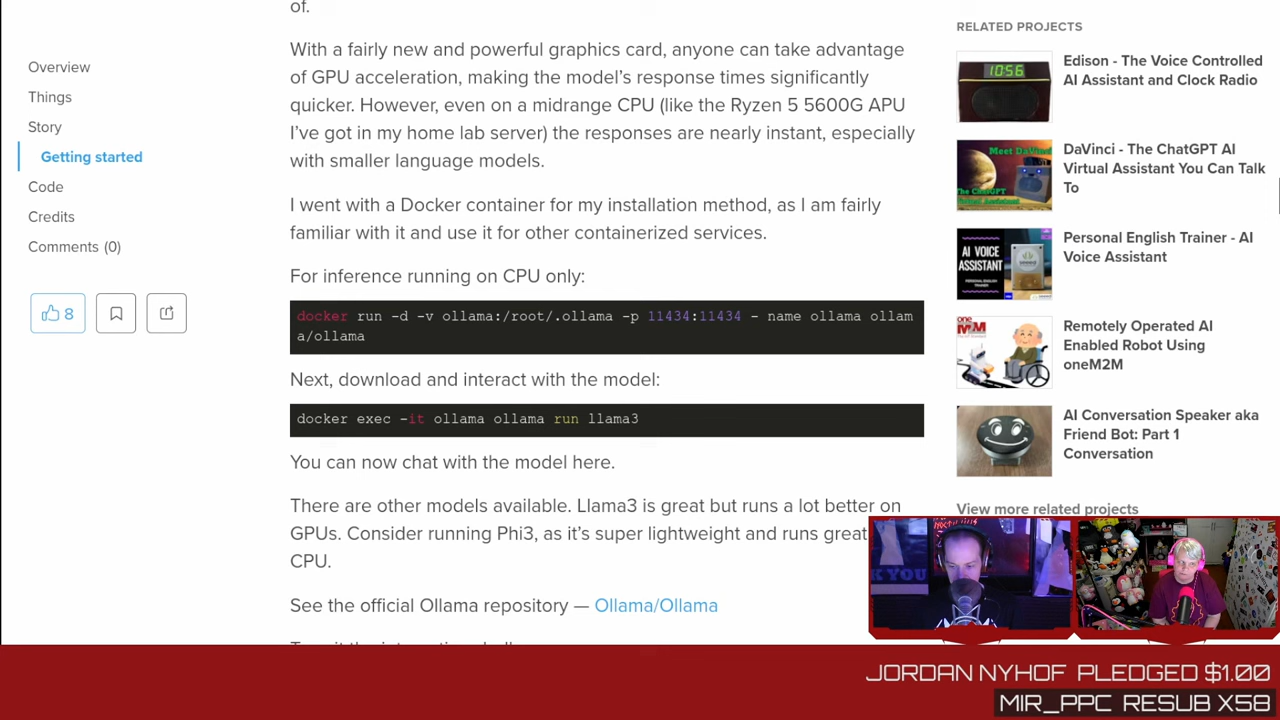 of.
With a fairly new and powerful graphics card, anyone can take advantage
of GPU acceleration, making the model's response times significantly
quicker. However, even on a midrange CPU (like the Ryzen 5 5600G APU
I've got in my home lab server) the responses are nearly instant, especially
with smaller language models.
I went with a Docker container for my installation method, as I am fairly
familiar with it and use it for other containerized services.
For inference running on CPU only:
docker run -d -v ollama:/root/.ollama -p 11434:11434 - name ollama ollam
a/ollama
Next, download and interact with the model:
docker exec -it ollama ollama run llama3
You can now chat with the model here.
There are other models available. Llama3 is great but runs a lot better on
GPUs. Consider running Phi3, as it's super lightweight and runs great
CPU.
See the official Ollama repository — Ollama/Ollama
Overview
Things
Story
Getting started
Code
Credits
Comments (0)
8
RELATED PROJECTS
Edison - The Voice Controlled
AI Assistant and Clock Radio
10:56
DaVinci - The ChatGPT AI
Virtual Assistant You Can Talk
To
Meet DaVinci
The ChatGPT
Virtual Assistant
Personal English Trainer - AI
Voice Assistant
AI VOICE
ASSISTANT
PERSONAL ENGLISH
TRAINER
Remotely Operated AI
Enabled Robot Using
oneM2M
one
M2M
AI Conversation Speaker aka
Friend Bot: Part 1
Conversation
View more related projects
JORDAN NYHOF PLEDGED $1.00
MIR_PPC RESUB X58